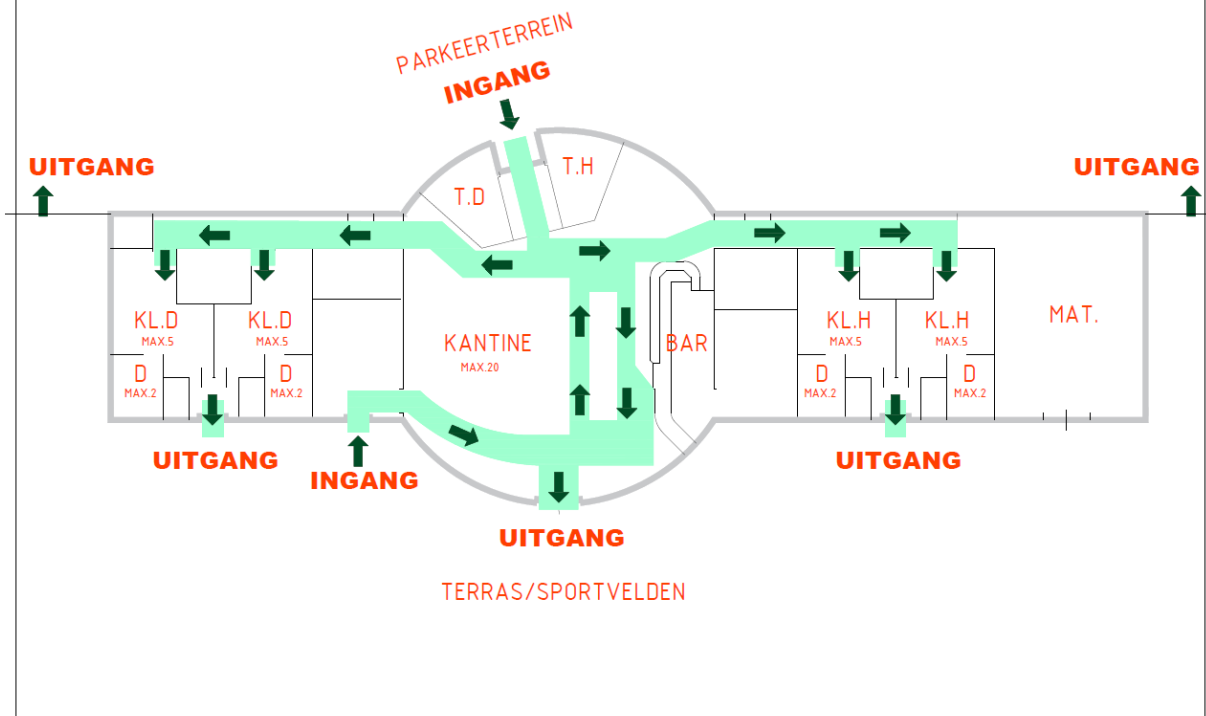 PARKEERTERREIN
INGANG
UITGANG
UITGANG
T.D
T.H
KL.D
MAX.5
KL.D
MAX.5
D
MAX.2
D
MAX.2
KANTINE
MAX.20
BAR
KL.H
MAX.5
KL.H
MAX.5
D
MAX.2
D
MAX.2
MAT.
UITGANG
INGANG
UITGANG
UITGANG
TERRAS/SPORTVELDEN